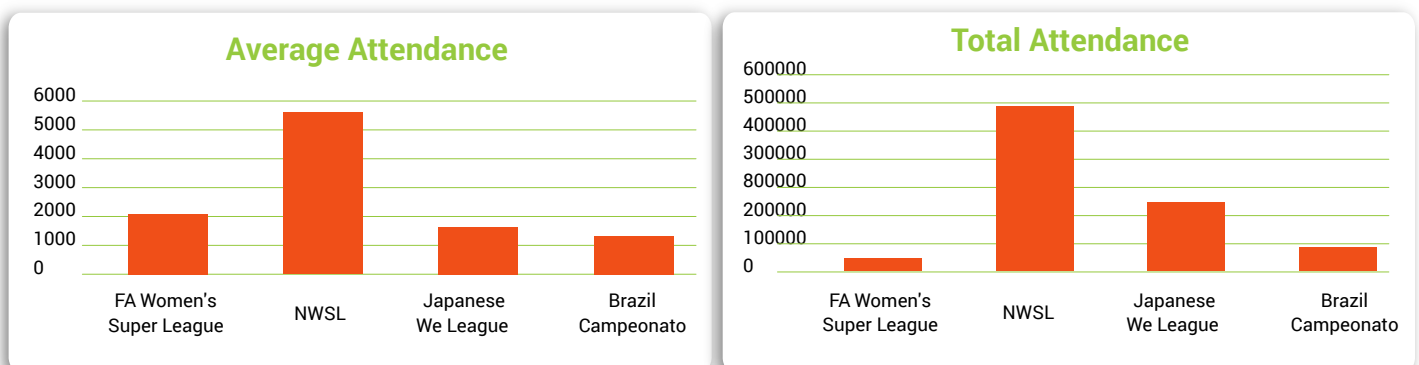 Average Attendance
6000
5000
4000
3000
2000
1000
0
FA Women's
Super League
NWSL
Japanese
We League
Brazil
Campeonato
Total Attendance
600000
500000
400000
300000
800000
200000
100000
0
FA Women's
Super League
NWSL
Japanese
We League
Brazil
Campeonato